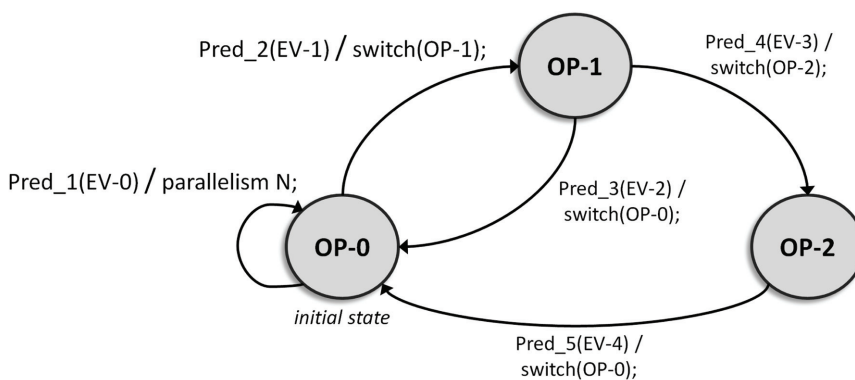 Pred_2(EV-1) / switch(OP-1);
OP-1
Pred_4(EV-3) /
switch(OP-2);
Pred_1(EV-0) / parallelism N;
Pred_3(EV-2) /
switch(OP-0);
OP-0
OP-2
initial state
Pred_5(EV-4) /
switch(OP-0);